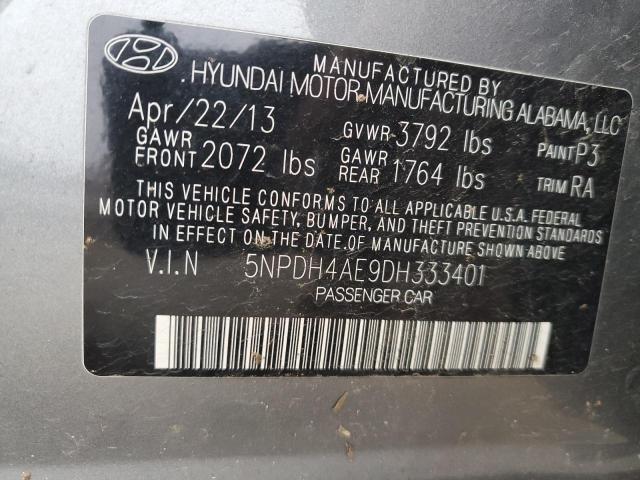 MANUFACTURED BY
HYUNDAI MOTOR MANUFACTURING ALABAMA, LLC
Apr/22/13 GVWR 3792 lbs PAINT P3
GAWR FRONT 2072 lbs GAWR REAR 1764 lbs TRIM RA
THIS VEHICLE CONFORMS TO ALL APPLICABLE U.S.A. FEDERAL
MOTOR VEHICLE SAFETY, BUMPER, AND THEFT PREVENTION STANDARDS
IN EFFECT ON THE DATE OF MANUFACTURE SHOWN ABOVE
V.I.N 5NPDH4AE9DH333401
PASSENGER CAR